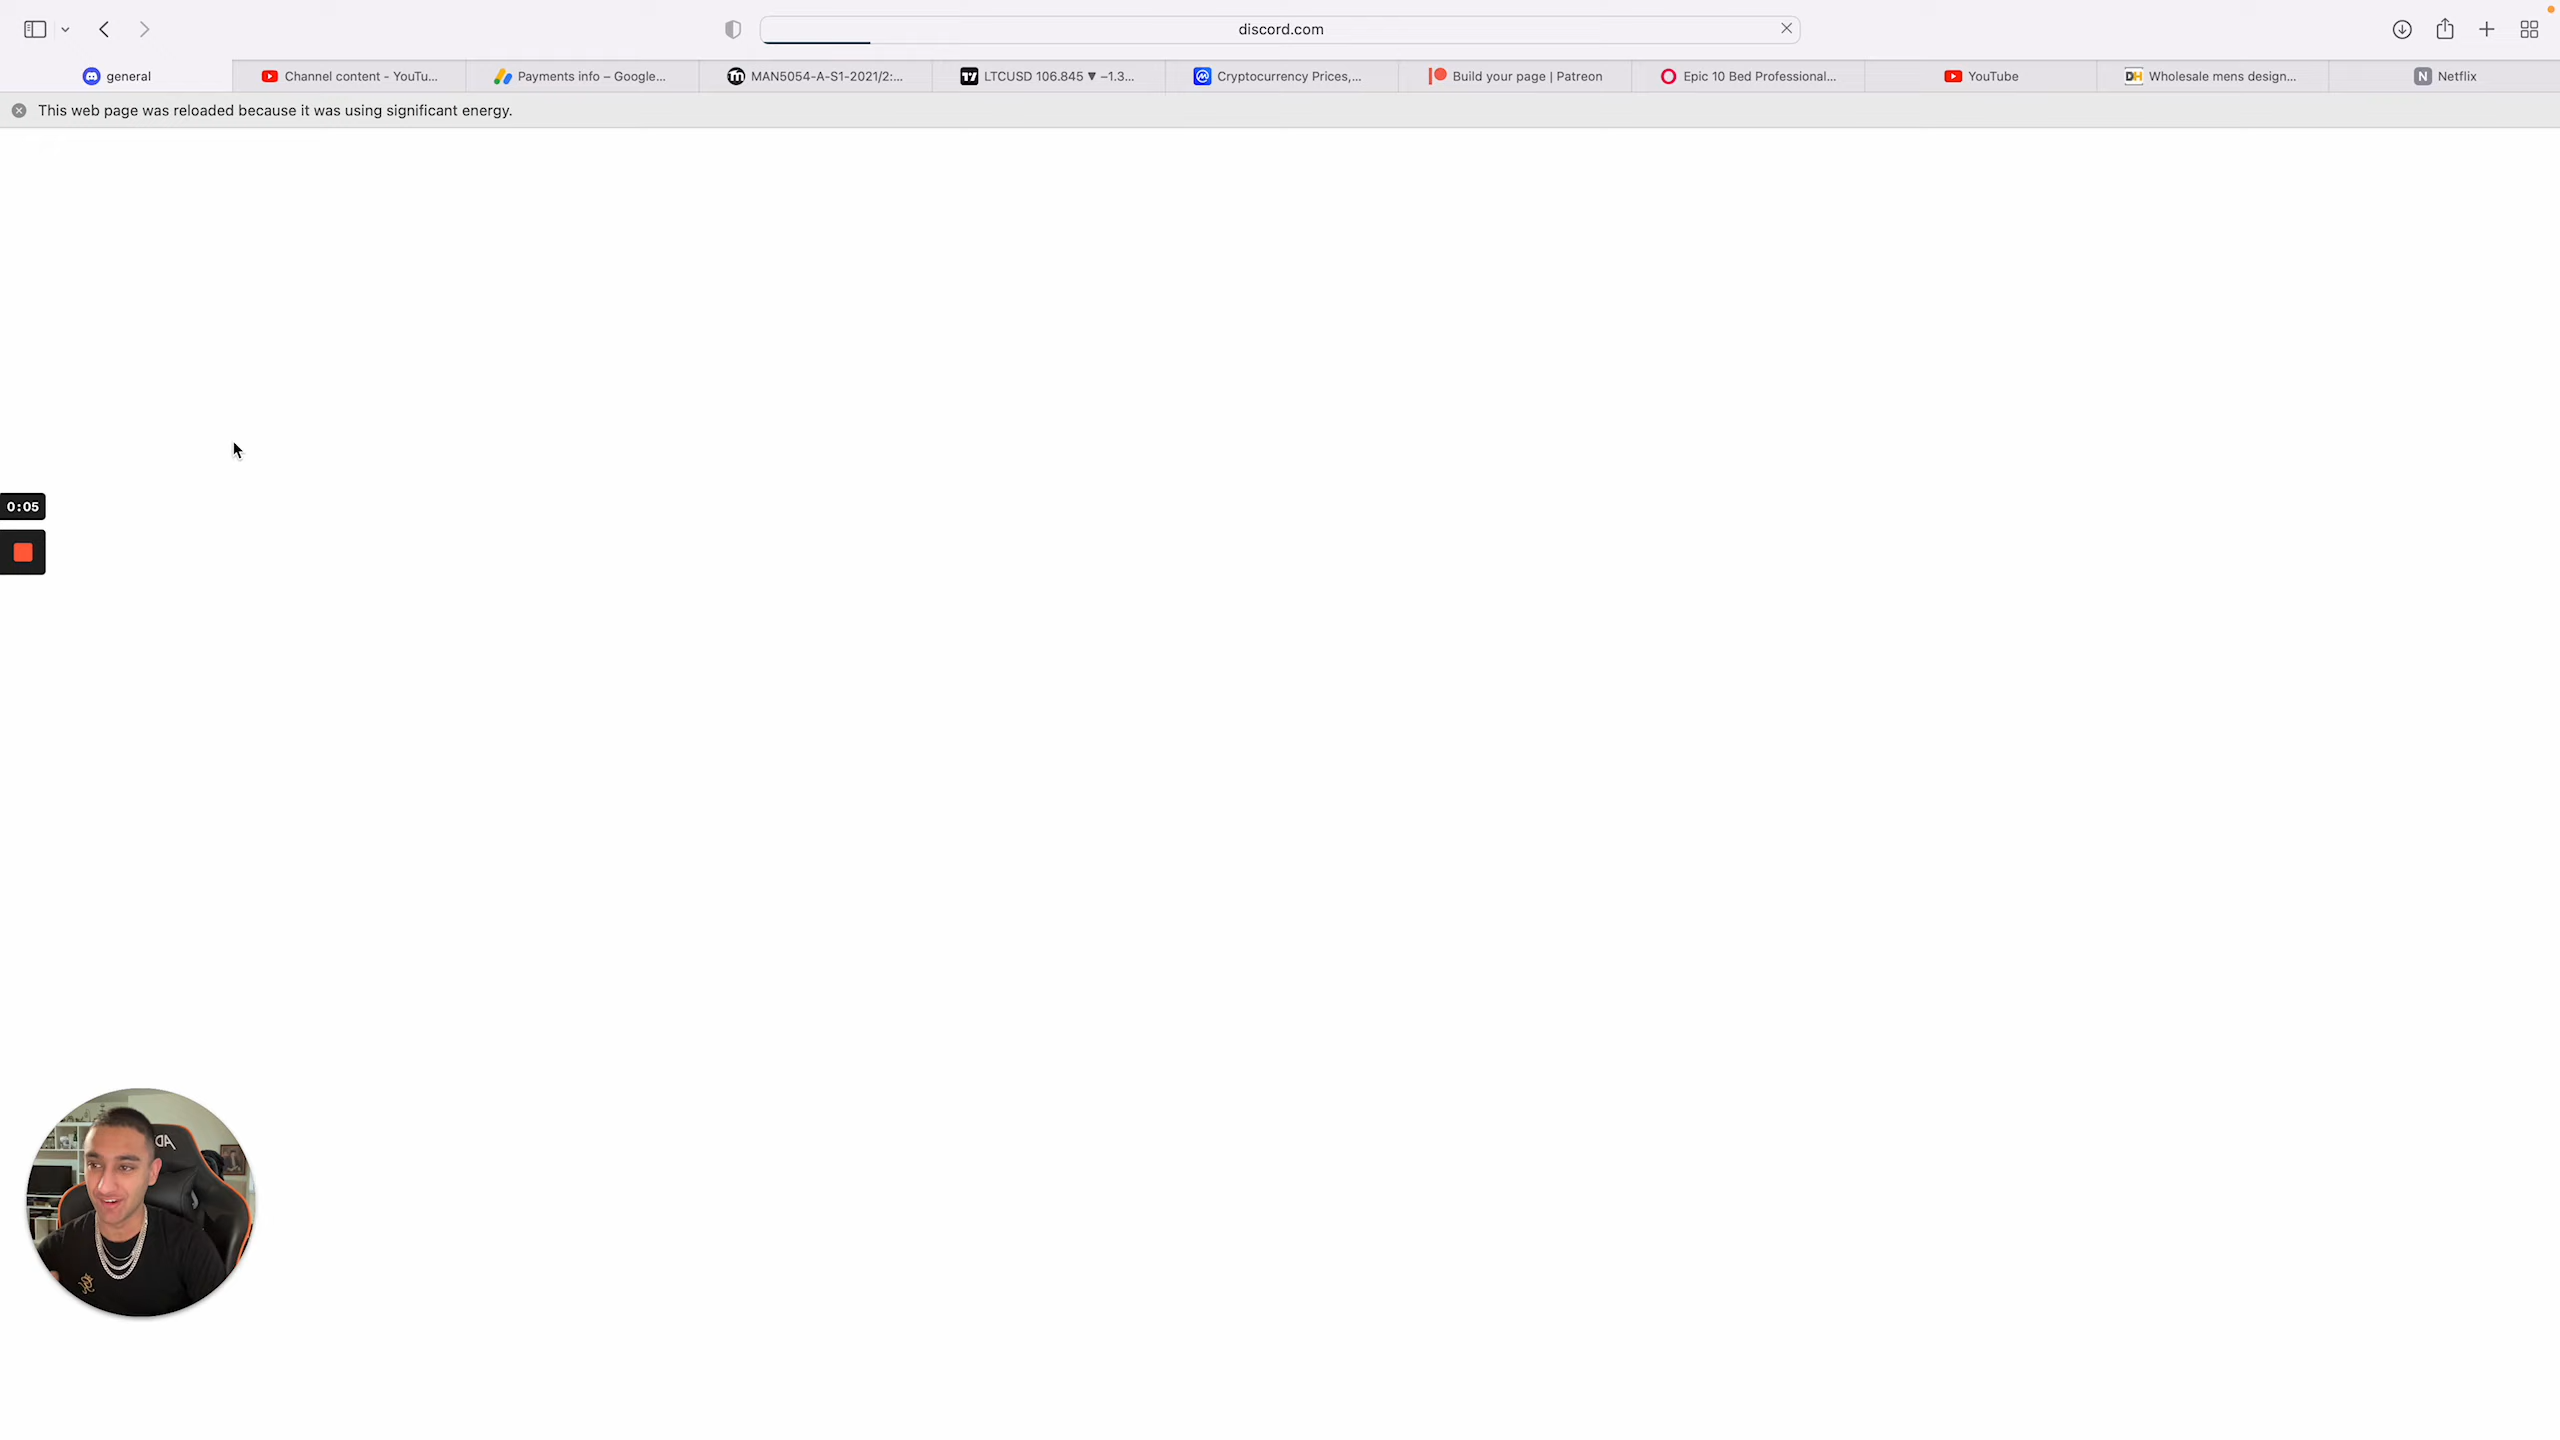 discord.com
general
Channel content - YouTu...
Payments info – Google...
MAN5054-A-S1-2021/2:...
LTCUSD 106.845 ▼ −1.3...
Cryptocurrency Prices,...
Build your page | Patreon
Epic 10 Bed Professional...
YouTube
DH Wholesale mens design...
N Netflix
This web page was reloaded because it was using significant energy.
0:05
AD